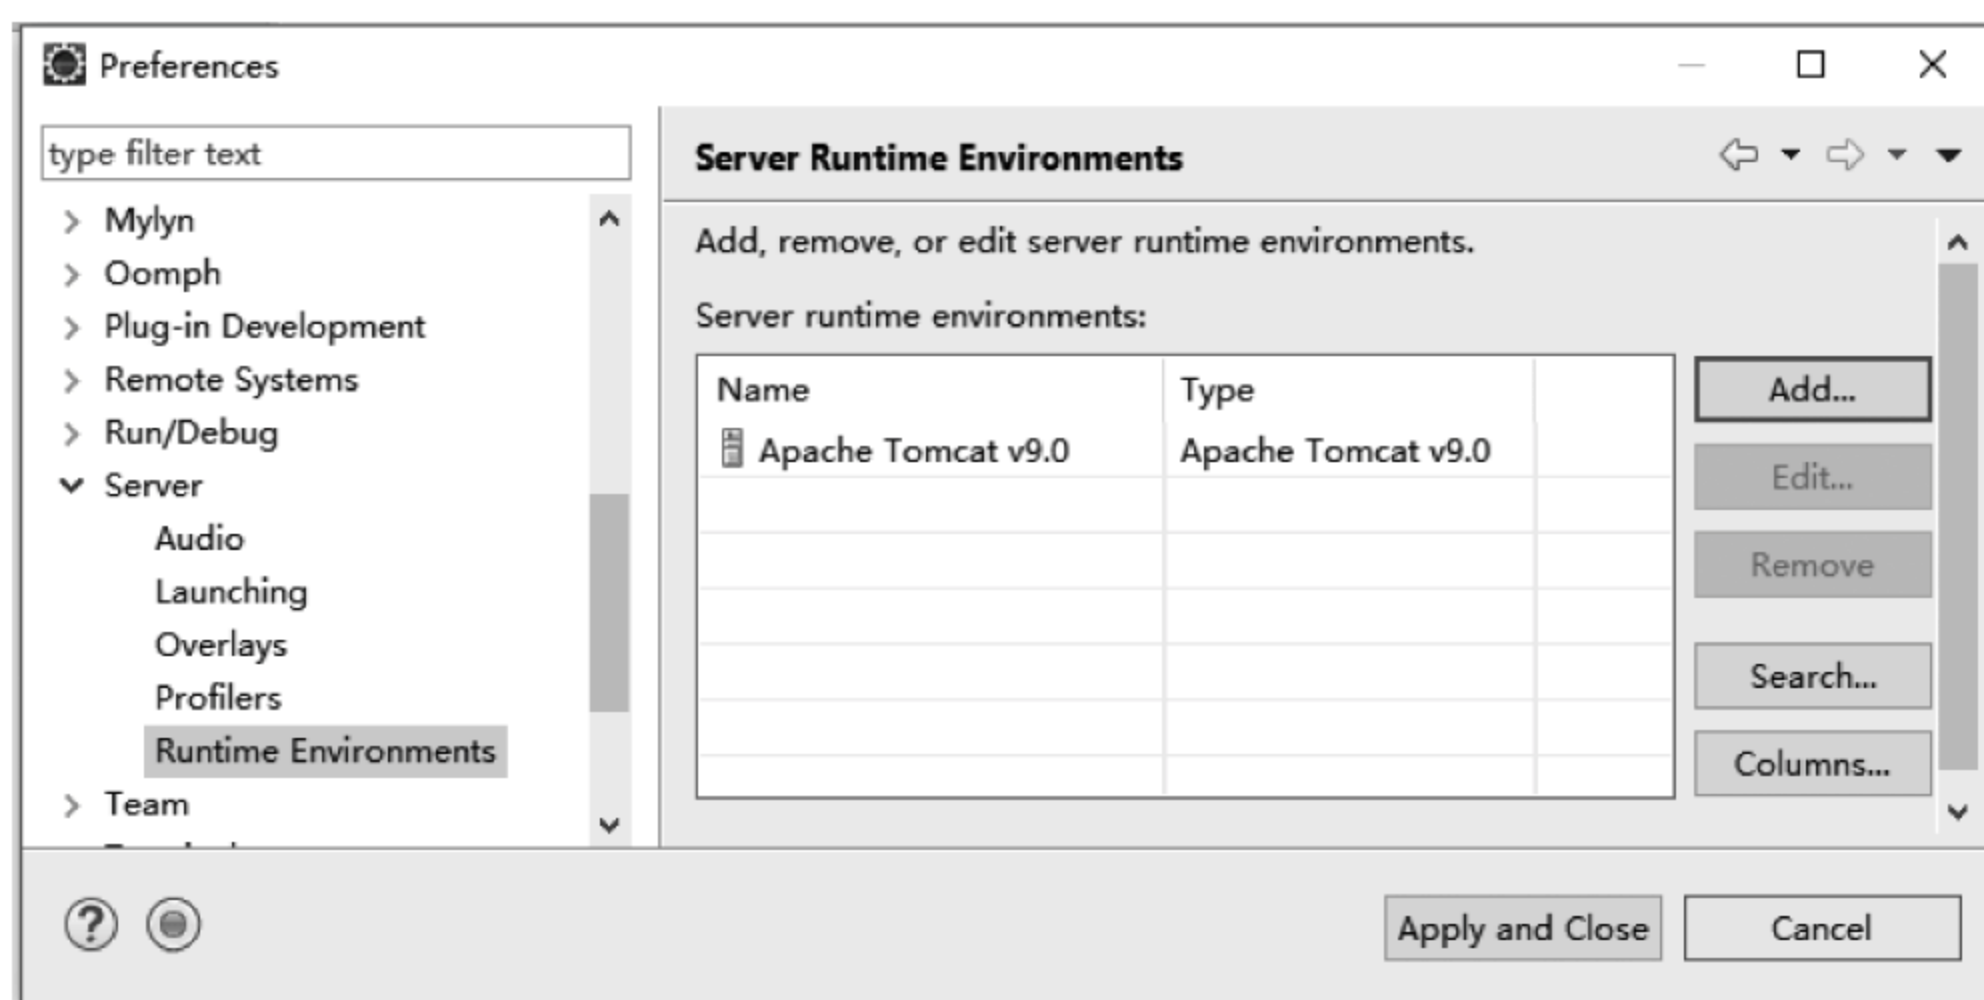 Preferences
type filter text
Mylyn
Oomph
Plug-in Development
Remote Systems
Run/Debug
Server
Audio
Launching
Overlays
Profilers
Runtime Environments
Team
Server Runtime Environments
Add, remove, or edit server runtime environments.
Server runtime environments:
Name Type
Apache Tomcat v9.0 Apache Tomcat v9.0
Add...
Edit...
Remove
Search...
Columns...
?
Apply and Close Cancel